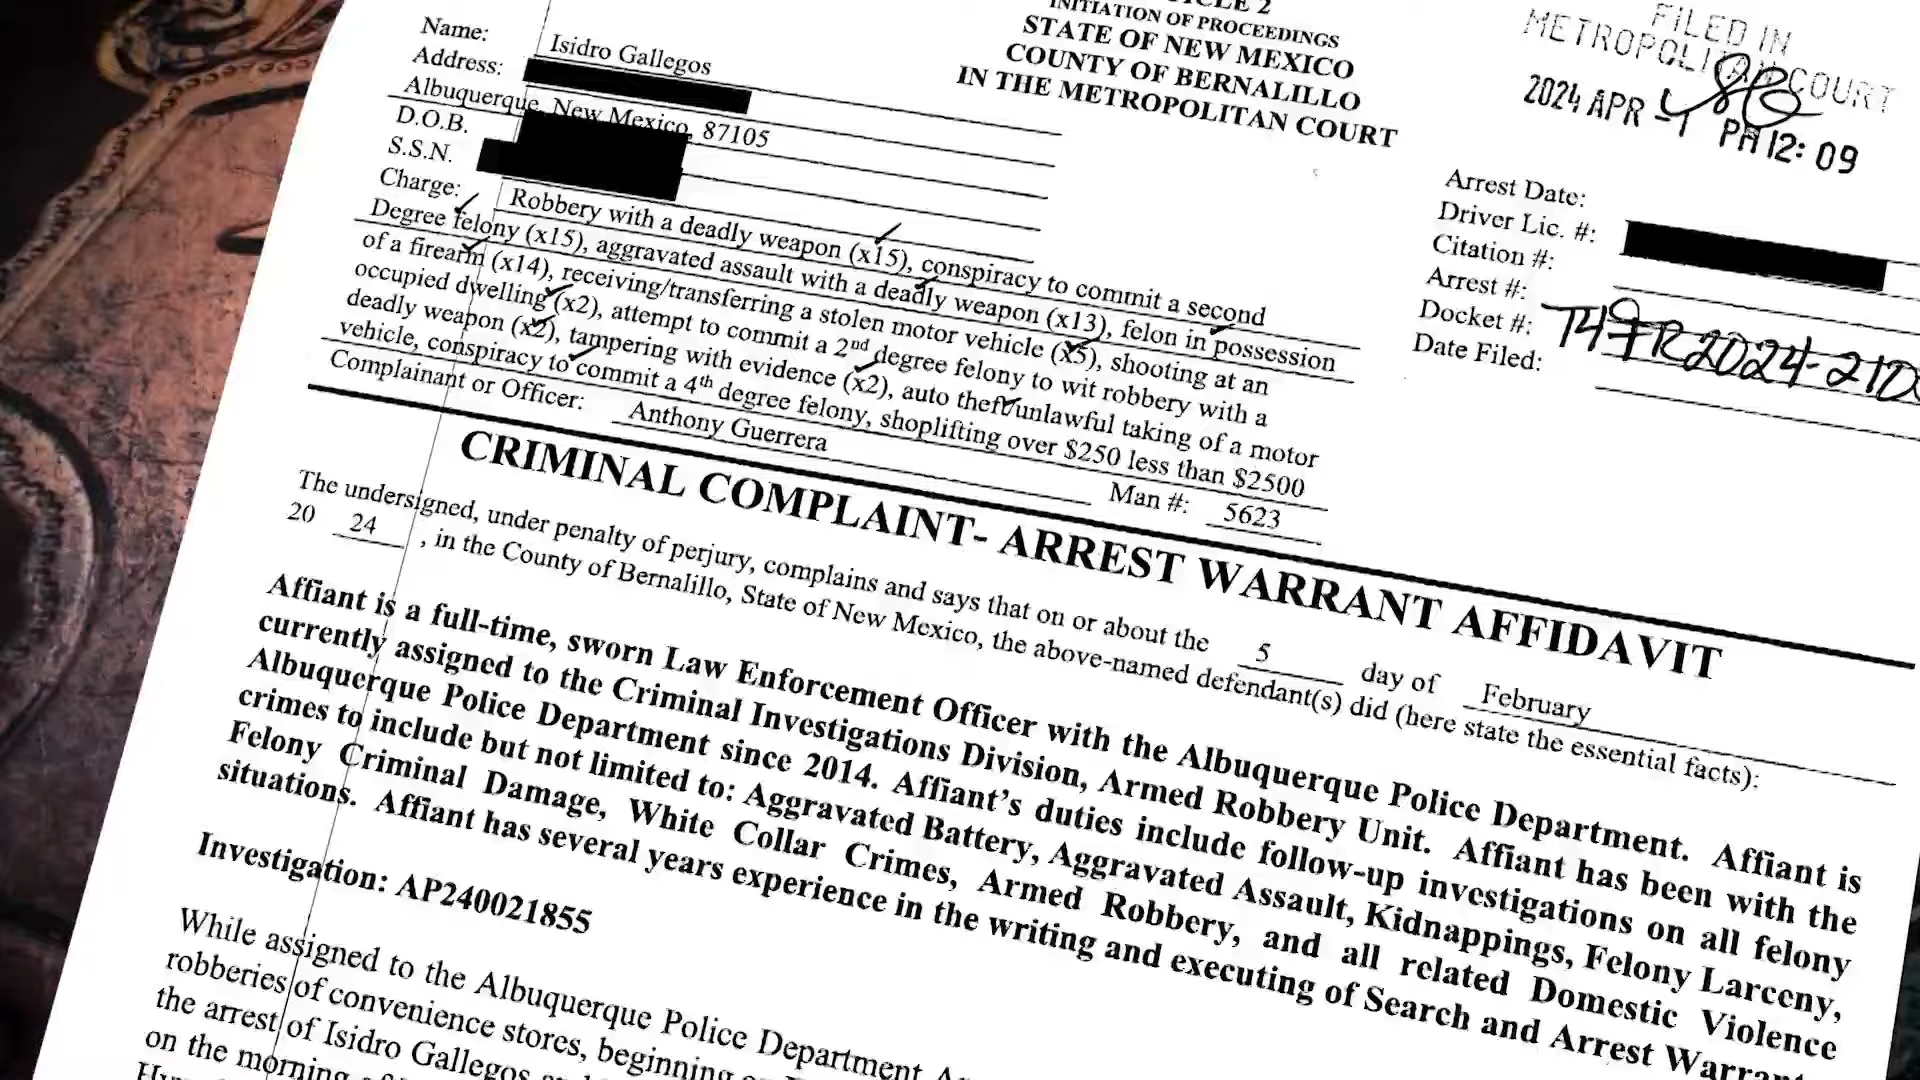 CLE 2
INITIATION OF PROCEEDINGS
STATE OF NEW MEXICO
COUNTY OF BERNALILLO
IN THE METROPOLITAN COURT
FILED IN
METROPOLITAN COURT
2024 APR -1 PM 12: 09
Name: Isidro Gallegos
Address:
Albuquerque, New Mexico, 87105
D.O.B.
S.S.N.
Charge: Robbery with a deadly weapon (x15), conspiracy to commit a second
Degree felony (x15), aggravated assault with a deadly weapon (x13), felon in possession
of a firearm (x14), receiving/transferring a stolen motor vehicle (x5), shooting at an
occupied dwelling (x2), attempt to commit a 2nd degree felony to wit robbery with a
deadly weapon (x2), tampering with evidence (x2), auto theft/unlawful taking of a motor
vehicle, conspiracy to commit a 4th degree felony, shoplifting over $250 less than $2500
Complainant or Officer: Anthony Guerrera Man #: 5623
Arrest Date:
Driver Lic. #:
Citation #:
Arrest #:
Docket #: T4FR2024-210
Date Filed:
CRIMINAL COMPLAINT- ARREST WARRANT AFFIDAVIT
The undersigned, under penalty of perjury, complains and says that on or about the 5 day of February
20 24 , in the County of Bernalillo, State of New Mexico, the above-named defendant(s) did (here state the essential facts):
Affiant is a full-time, sworn Law Enforcement Officer with the Albuquerque Police Department. Affiant is
currently assigned to the Criminal Investigations Division, Armed Robbery Unit. Affiant has been with the
Albuquerque Police Department since 2014. Affiant's duties include follow-up investigations on all felony
crimes to include but not limited to: Aggravated Battery, Aggravated Assault, Kidnappings, Felony Larceny,
Felony Criminal Damage, White Collar Crimes, Armed Robbery, and all related Domestic Violence
situations. Affiant has several years experience in the writing and executing of Search and Arrest Warrant
Investigation: AP240021855
While assigned to the Albuquerque Police Department
robberies of convenience stores, beginning on
the arrest of Isidro Gallegos
on the morning